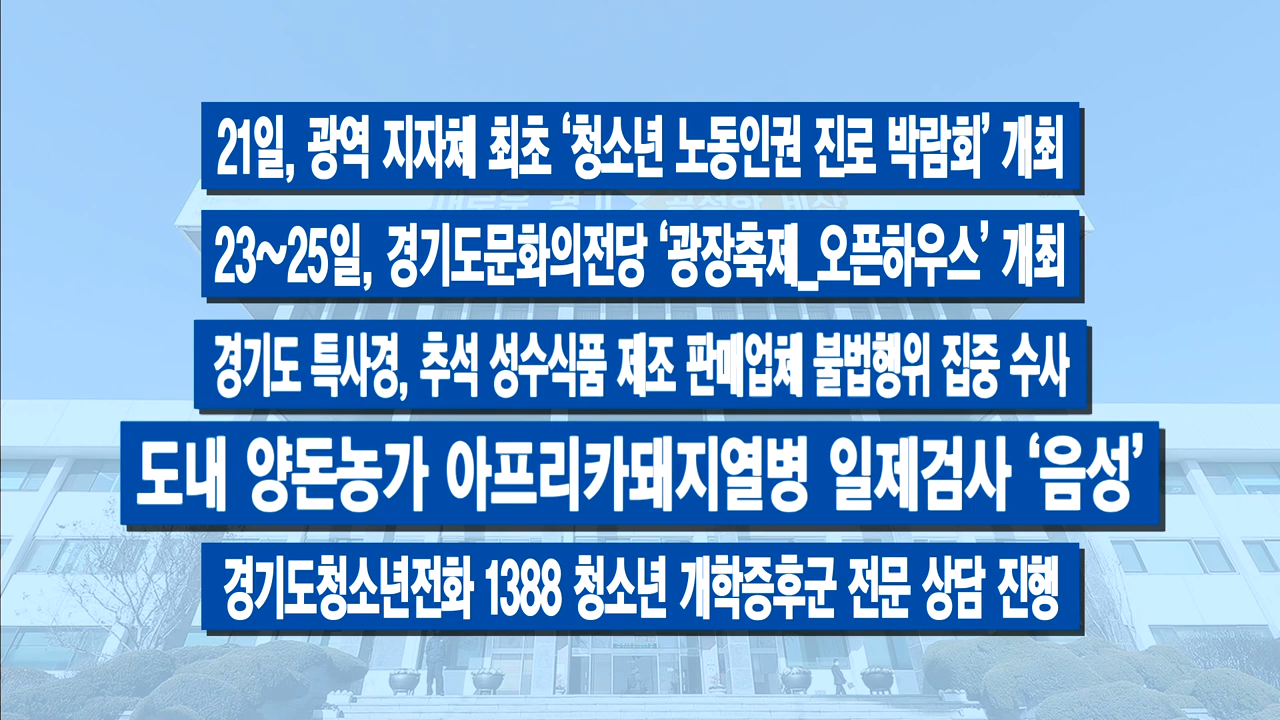 21일, 광역 지자체 최초 ‘청소년 노동인권 진로 박람회’ 개최
23~25일, 경기도문화의전당 ‘광장축제_오픈하우스’ 개최
경기도 특사경, 추석 성수식품 제조 판매업체 불법행위 집중 수사
도내 양돈농가 아프리카돼지열병 일제검사 ‘음성’
경기도청소년전화 1388 청소년 개학증후군 전문 상담 진행